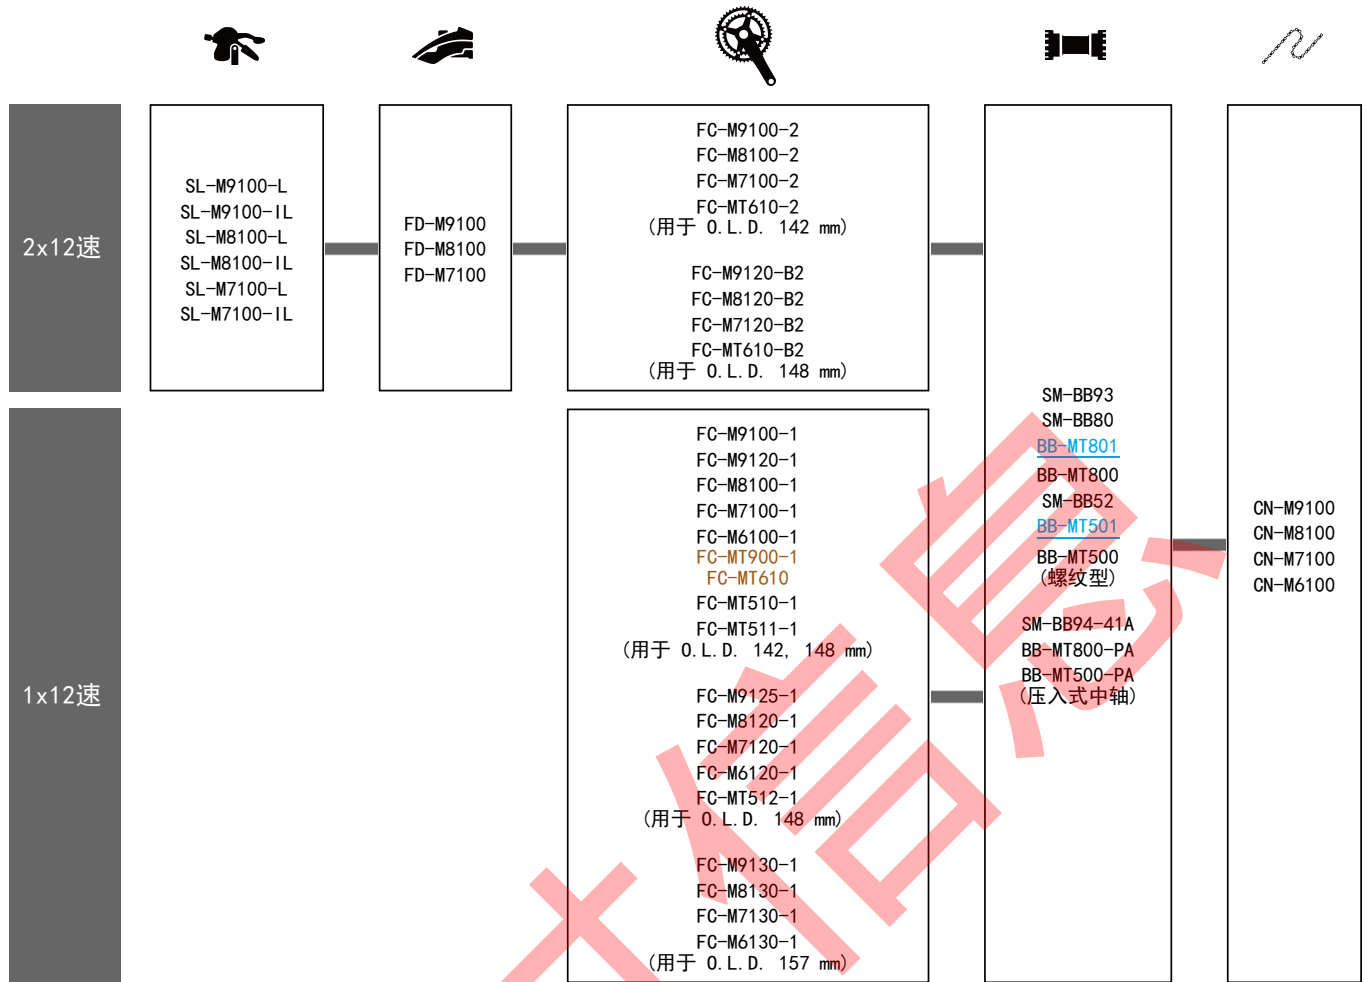 2x12速
SL-M9100-L
SL-M9100-IL
SL-M8100-L
SL-M8100-IL
SL-M7100-L
SL-M7100-IL
FD-M9100
FD-M8100
FD-M7100
FC-M9100-2
FC-M8100-2
FC-M7100-2
FC-MT610-2
(用于 O.L.D. 142 mm)
FC-M9120-B2
FC-M8120-B2
FC-M7120-B2
FC-MT610-B2
(用于 O.L.D. 148 mm)
1x12速
FC-M9100-1
FC-M9120-1
FC-M8100-1
FC-M7100-1
FC-M6100-1
FC-MT900-1
FC-MT610
FC-MT510-1
FC-MT511-1
(用于 O.L.D. 142, 148 mm)
FC-M9125-1
FC-M8120-1
FC-M7120-1
FC-M6120-1
FC-MT512-1
(用于 O.L.D. 148 mm)
FC-M9130-1
FC-M8130-1
FC-M7130-1
FC-M6130-1
(用于 O.L.D. 157 mm)
SM-BB93
SM-BB80
BB-MT801
BB-MT800
SM-BB52
BB-MT501
BB-MT500
(螺纹型)
SM-BB94-41A
BB-MT800-PA
BB-MT500-PA
(压入式中轴)
CN-M9100
CN-M8100
CN-M7100
CN-M6100
信息